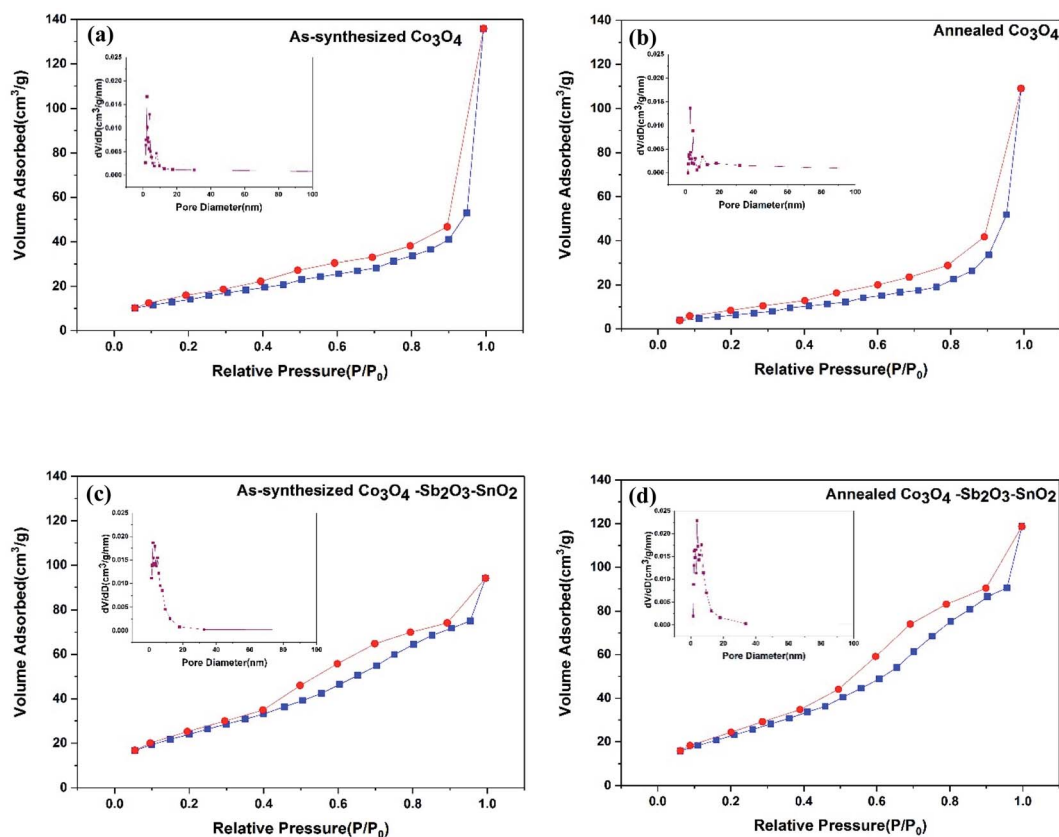 (a)
As-synthesized Co₃O₄
140
120
100
80
60
40
20
0
Volume Adsorbed(cm³/g)
0.0 0.2 0.4 0.6 0.8 1.0
Relative Pressure(P/P₀)
0.025
0.020
0.015
0.010
0.005
0.000
dV/dD(cm³/g/nm)
0 20 40 60 80 100
Pore Diameter(nm)
(b)
Annealed Co₃O₄
140
120
100
80
60
40
20
0
Volume Adsorbed(cm³/g)
0.0 0.2 0.4 0.6 0.8 1.0
Relative Pressure(P/P₀)
0.025
0.020
0.015
0.010
0.005
0.000
dV/dD(cm³/g/nm)
0 20 40 60 80 100
Pore Diameter(nm)
(c)
As-synthesized Co₃O₄ -Sb₂O₃-SnO₂
140
120
100
80
60
40
20
0
Volume Adsorbed(cm³/g)
0.0 0.2 0.4 0.6 0.8 1.0
Relative Pressure(P/P₀)
0.025
0.020
0.015
0.010
0.005
0.000
dV/dD(cm³/g/nm)
0 20 40 60 80 100
Pore Diameter(nm)
(d)
Annealed Co₃O₄ -Sb₂O₃-SnO₂
140
120
100
80
60
40
20
0
Volume Adsorbed(cm³/g)
0.0 0.2 0.4 0.6 0.8 1.0
Relative Pressure(P/P₀)
0.025
0.020
0.015
0.010
0.005
0.000
dV/dD(cm³/g/nm)
0 20 40 60 80 100
Pore Diameter(nm)